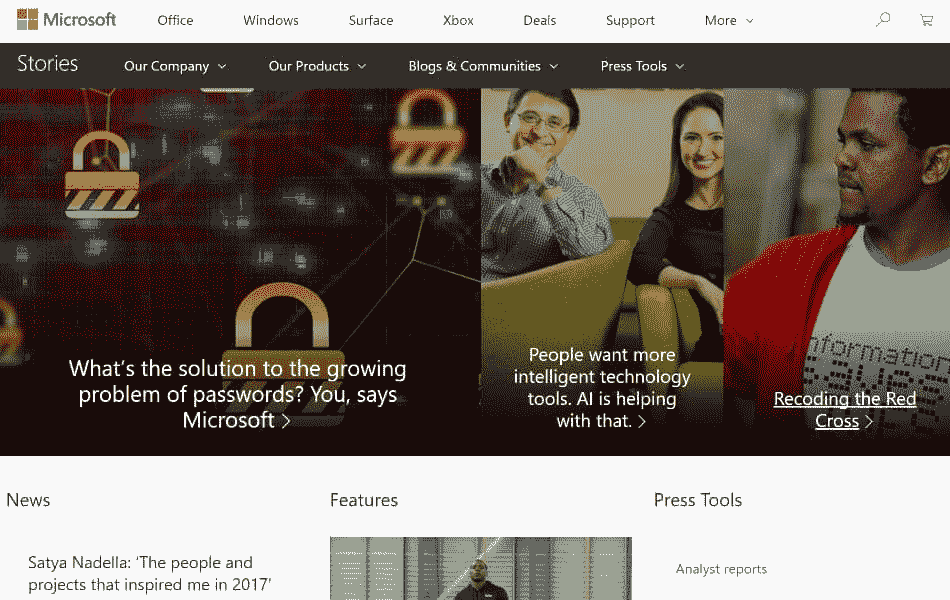 Microsoft
Office
Windows
Surface
Xbox
Deals
Support
More
Stories
Our Company
Our Products
Blogs & Communities
Press Tools
What's the solution to the growing
problem of passwords? You, says
Microsoft
People want more
intelligent technology
tools. AI is helping
with that.
nformation
Recoding the Red
Cross
News
Features
Press Tools
Satya Nadella: ‘The people and
projects that inspired me in 2017’
Analyst reports